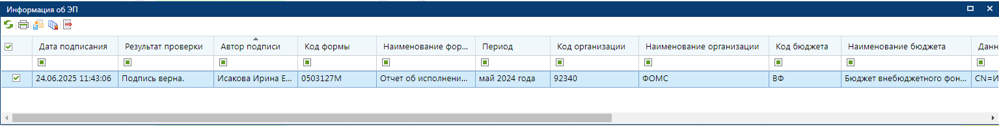 Информация об ЭП
Дата подписания Результат проверки Автор подписи Код формы Наименование фор... Период Код организации Наименование организации Код бюджета Наименование бюджета Данн
24.06.2025 11:43:06 Подпись верна. Исакова Ирина Е... 0503127М Отчет об исполнени... май 2024 года 92340 ФОМС ВФ Бюджет внебюджетного фон... CN=И